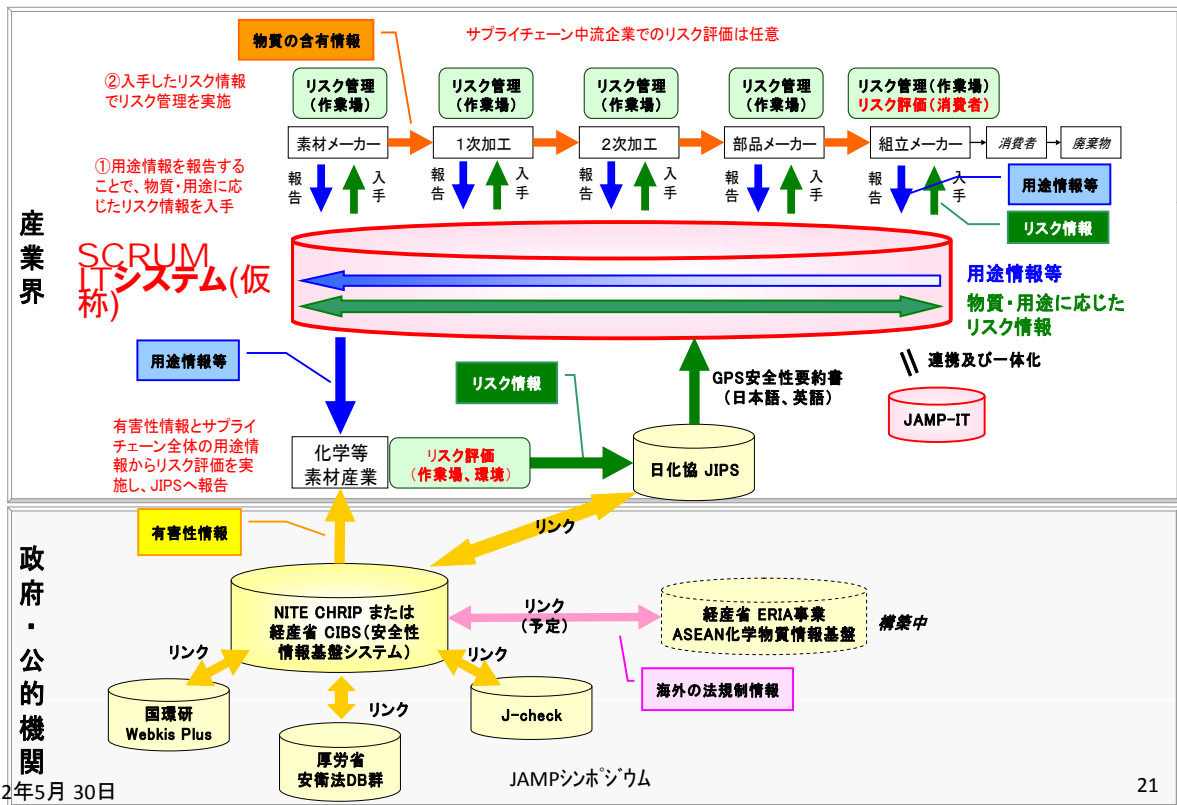 物質の含有情報
サプライチェーン中流企業でのリスク評価は任意
②入手したリスク情報
でリスク管理を実施
リスク管理
(作業場)
リスク管理
(作業場)
リスク管理
(作業場)
リスク管理
(作業場)
リスク管理(作業場)
リスク評価(消費者)
素材メーカー
1次加工
2次加工
部品メーカー
組立メーカー
消費者
廃棄物
①用途情報を報告する
ことで、物質・用途に応
じたリスク情報を入手
報告
入手
報告
入手
報告
入手
報告
入手
報告
入手
用途情報等
リスク情報
産業界
SCRUM
ITシステム(仮
称)
用途情報等
物質・用途に応じた
リスク情報
用途情報等
リスク情報
GPS安全性要約書
(日本語、英語)
連携及び一体化
JAMP-IT
有害性情報とサプライ
チェーン全体の用途情
報からリスク評価を実
施し、JIPSへ報告
化学等
素材産業
リスク評価
(作業場、環境)
日化協 JIPS
有害性情報
リンク
政府・公的機関
NITE CHRIP または
経産省 CIBS(安全性
情報基盤システム)
リンク
(予定)
経産省 ERIA事業
ASEAN化学物質情報基盤
構築中
リンク
リンク
海外の法規制情報
国環研
Webkis Plus
リンク
J-check
厚労省
安衛法DB群
2年5月 30日
JAMPシンポジウム
21